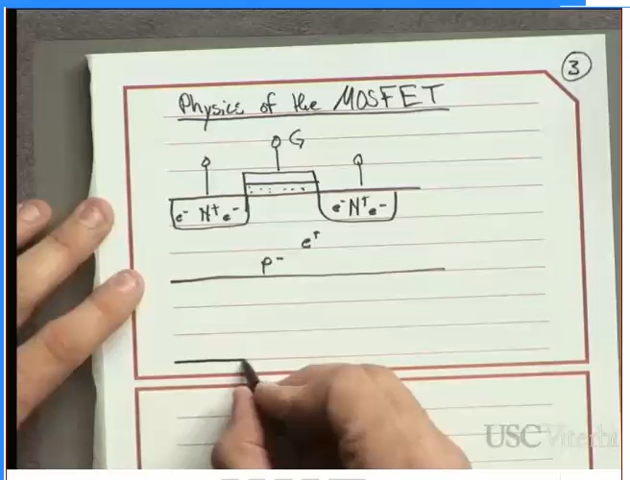 3
Physics of the MOSFET
G
e- N+ e- e- N+ e-
e+
p-
USC Viterbi